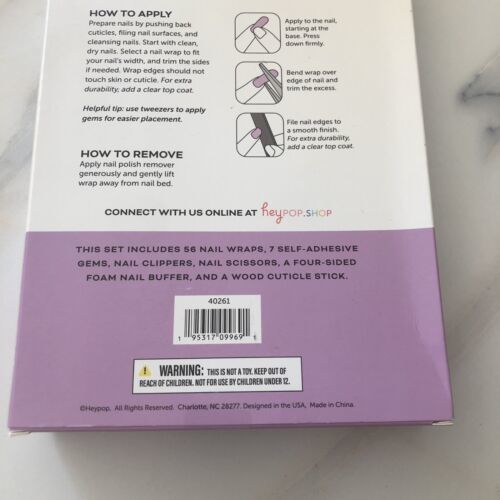 HOW TO APPLY
Prepare nails by pushing back
cuticles, filing nail surfaces, and
cleansing nails. Start with clean,
dry nails. Select a nail wrap to fit
your nail's width, and trim the sides
if needed. Wrap edges should not
touch skin or cuticle. For extra
durability, add a clear top coat.
Helpful tip: use tweezers to apply
gems for easier placement.
HOW TO REMOVE
Apply nail polish remover
generously and gently lift
wrap away from nail bed.
Apply to the nail,
starting at the
base. Press
down firmly.
Bend wrap over
edge of nail and
trim the excess.
File nail edges to
a smooth finish.
For extra durability,
add a clear top coat.
CONNECT WITH US ONLINE AT heyPOP.SHOP
THIS SET INCLUDES 56 NAIL WRAPS, 7 SELF-ADHESIVE
GEMS, NAIL CLIPPERS, NAIL SCISSORS, A FOUR-SIDED
FOAM NAIL BUFFER, AND A WOOD CUTICLE STICK.
40261
1 95317 09969 1
WARNING: THIS IS NOT A TOY. KEEP OUT OF
REACH OF CHILDREN. NOT FOR USE BY CHILDREN UNDER 12.
©Heypop, All Rights Reserved. Charlotte, NC 28277. Designed in the USA, Made in China.